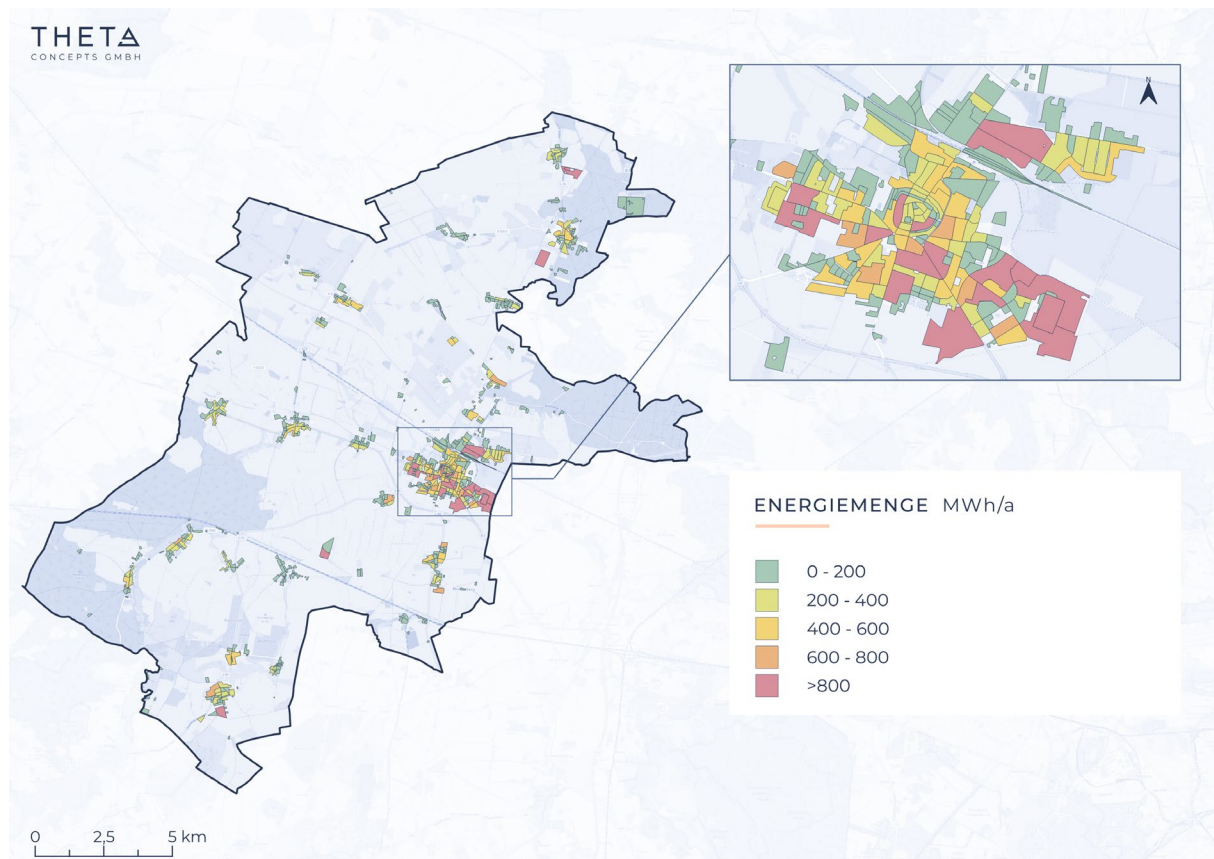 THETA
CONCEPTS GMBH
N
ENERGIEMENGE MWh/a
0 - 200
200 - 400
400 - 600
600 - 800
>800
0 2,5 5 km